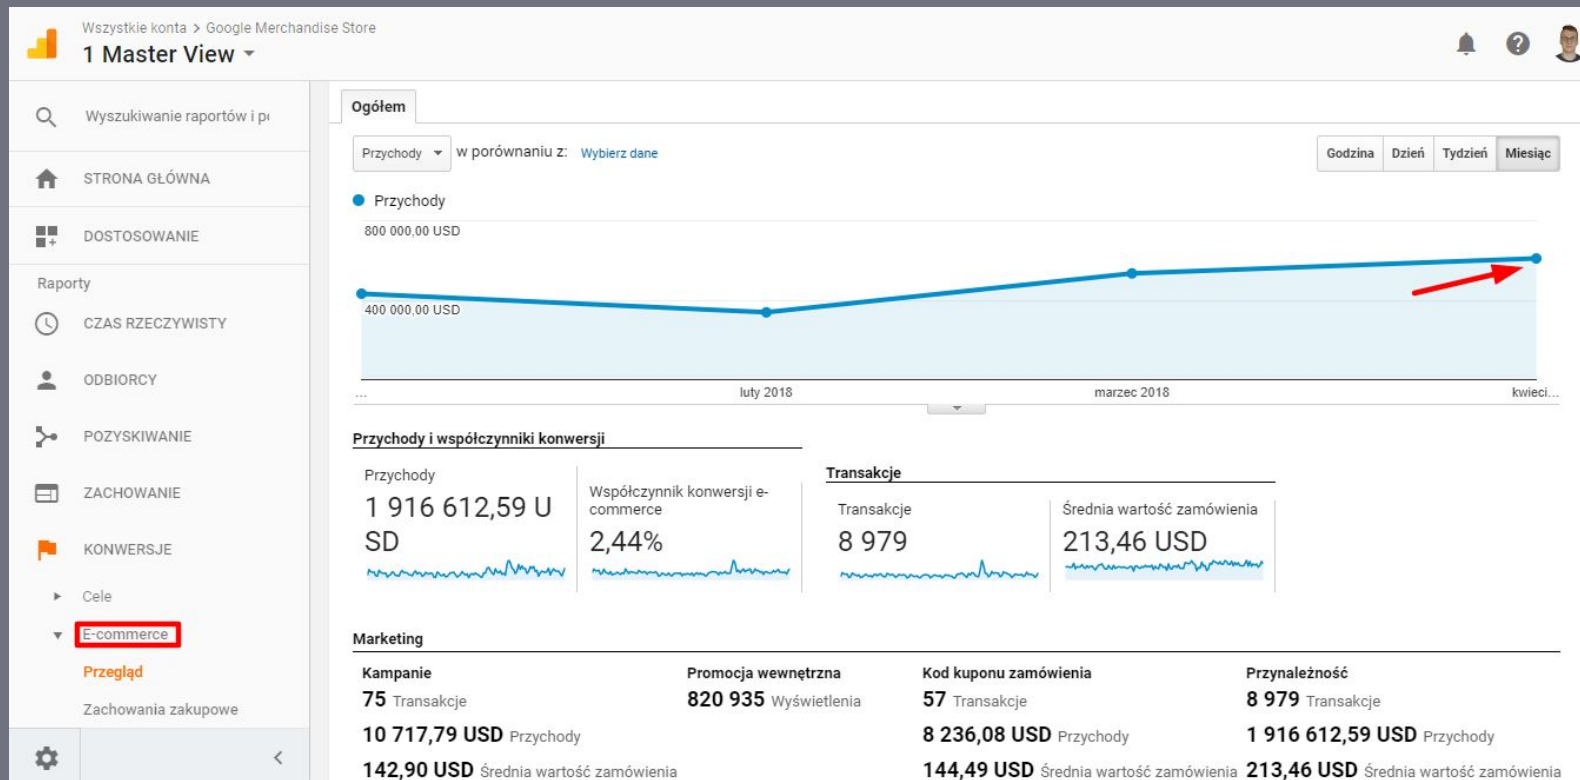 Wszystkie konta > Google Merchandise Store
1 Master View
Wyszukiwanie raportów i p
STRONA GŁÓWNA
DOSTOSOWANIE
Raporty
CZAS RZECZYWISTY
ODBIORCY
POZYSKIWANIE
ZACHOWANIE
KONWERSJE
Cele
E-commerce
Przegląd
Zachowania zakupowe
Ogółem
Przychody w porównaniu z: Wybierz dane
Godzina Dzień Tydzień Miesiąc
Przychody
800 000,00 USD
400 000,00 USD
... luty 2018 marzec 2018 kwieci...
Przychody i współczynniki konwersji
Przychody
1 916 612,59 U
SD
Współczynnik konwersji e-
commerce
2,44%
Transakcje
Transakcje
8 979
Średnia wartość zamówienia
213,46 USD
Marketing
Kampanie
75 Transakcje
10 717,79 USD Przychody
142,90 USD Średnia wartość zamówienia
Promocja wewnętrzna
820 935 Wyświetlenia
Kod kuponu zamówienia
57 Transakcje
8 236,08 USD Przychody
144,49 USD Średnia wartość zamówienia
Przynależność
8 979 Transakcje
1 916 612,59 USD Przychody
213,46 USD Średnia wartość zamówienia